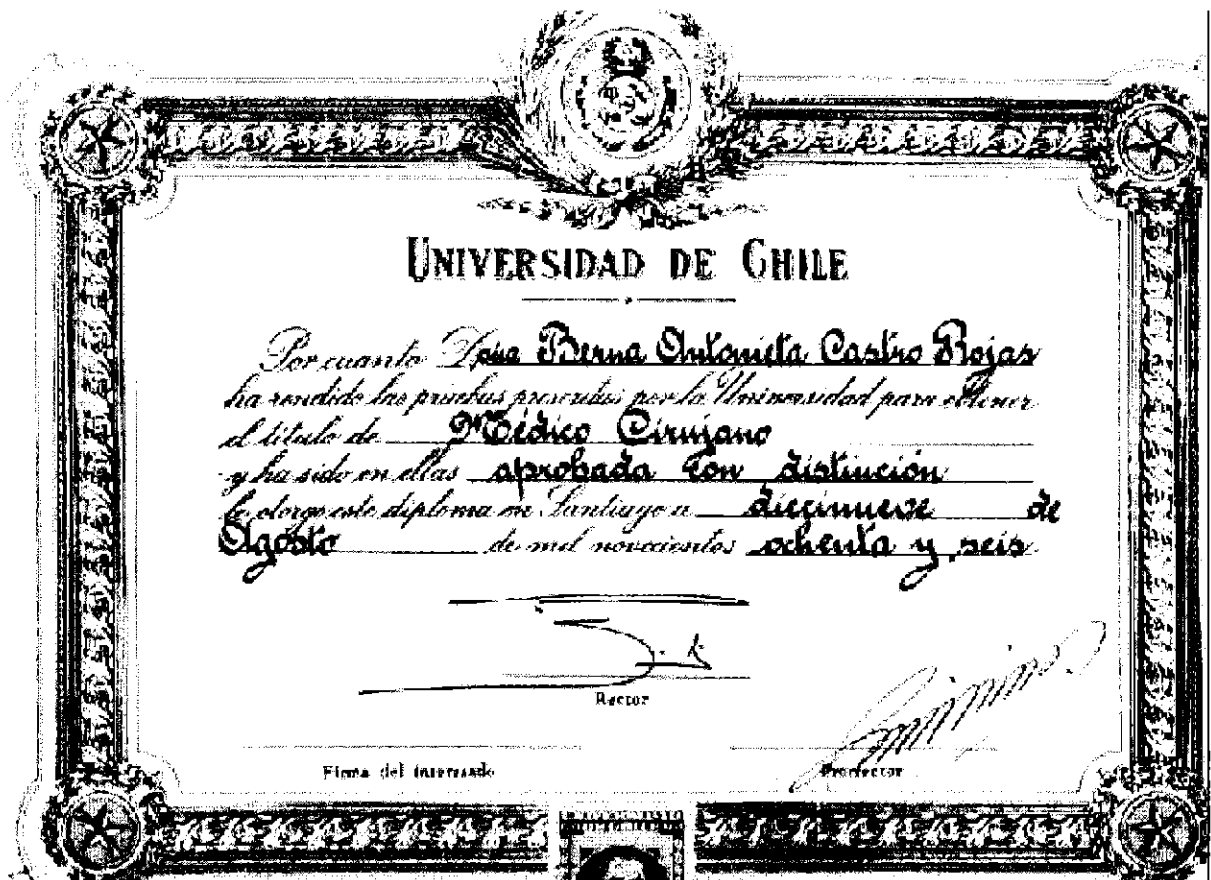 UNIVERSIDAD DE CHILE
Por cuanto Doña Berna Antonieta Castro Rojas
ha rendido las pruebas prescritas por la Universidad para obtener
el título de Médico Cirujano
y ha sido en ellas aprobada con distinción
le otorgo este diploma en Santiago a diecinueve de
Agosto de mil novecientos ochenta y seis
Rector
Firma del interesado
Prorrector